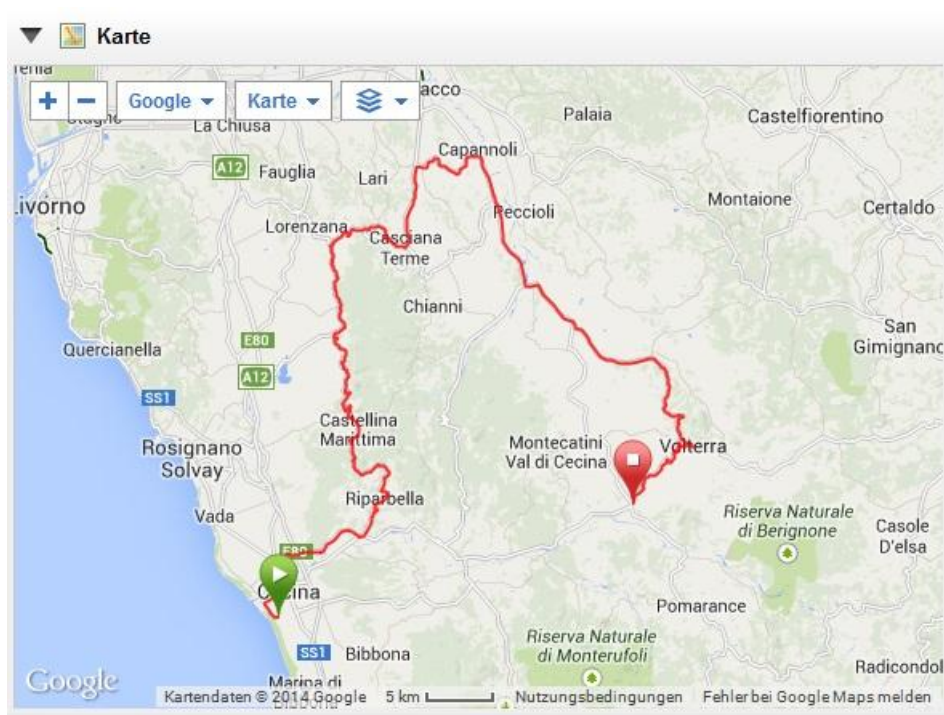 Karte
+ − Google Karte
acco
La Chiusa
Palaia
Castelfiorentino
Capannoli
A12
Fauglia
Lari
Livorno
Montaione
Certaldo
Lorenzana
Peccioli
Casciana
Terme
Chianni
San
Gimignano
Quercianella
E80
A12
SS1
Castellina
Marittima
Rosignano
Solvay
Montecatini
Val di Cecina
Volterra
Riparbella
Vada
Riserva Naturale
di Berignone
Casole
D'elsa
E80
Cecina
Pomarance
Riserva Naturale
di Monterufoli
SS1
Bibbona
Radicondol
Marina di
Google
Kartendaten © 2014 Google 5 km Nutzungsbedingungen Fehler bei Google Maps melden